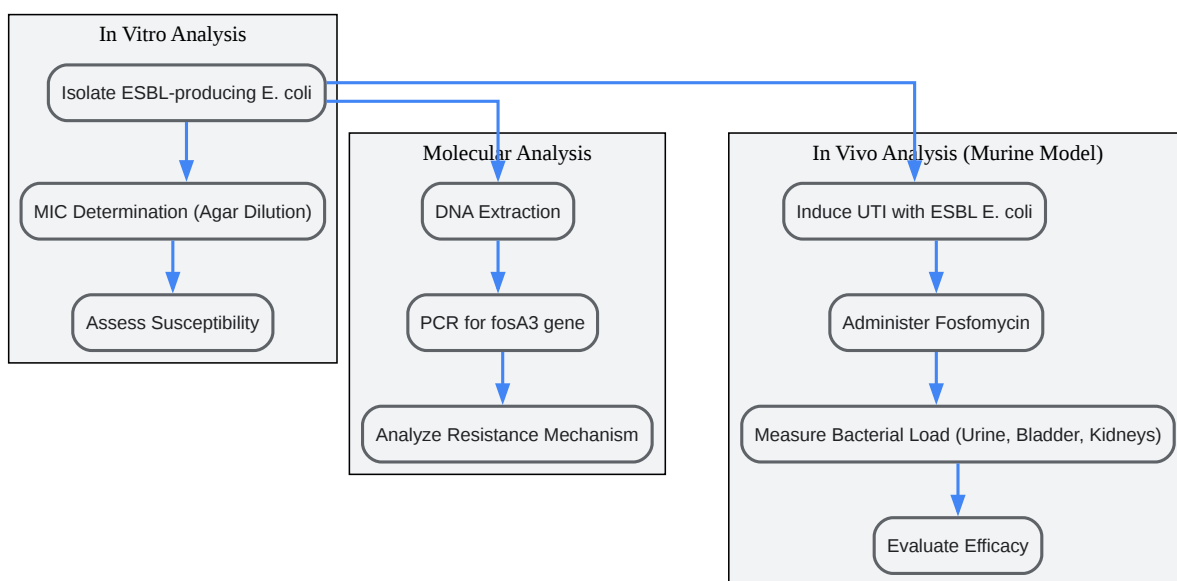 In Vitro Analysis
Isolate ESBL-producing E. coli
MIC Determination (Agar Dilution)
Assess Susceptibility
Molecular Analysis
DNA Extraction
PCR for fosA3 gene
Analyze Resistance Mechanism
In Vivo Analysis (Murine Model)
Induce UTI with ESBL E. coli
Administer Fosfomycin
Measure Bacterial Load (Urine, Bladder, Kidneys)
Evaluate Efficacy